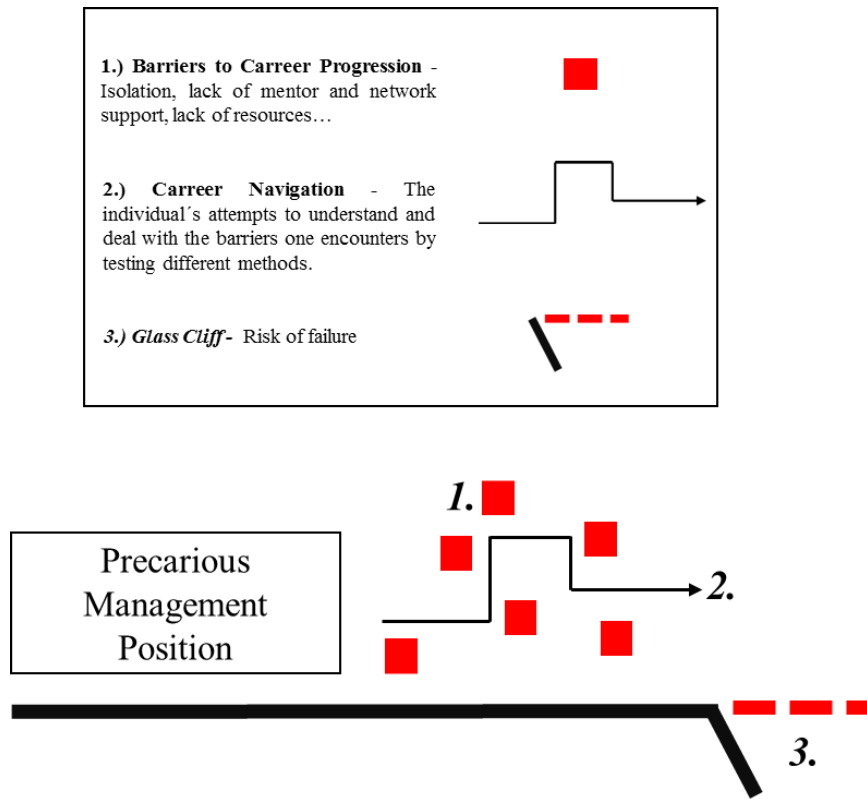 1.) Barriers to Carreer Progression -
Isolation, lack of mentor and network
support, lack of resources…
2.) Carreer Navigation - The
individual´s attempts to understand and
deal with the barriers one encounters by
testing different methods.
3.) Glass Cliff- Risk of failure
1.
Precarious
Management
Position
2.
3.